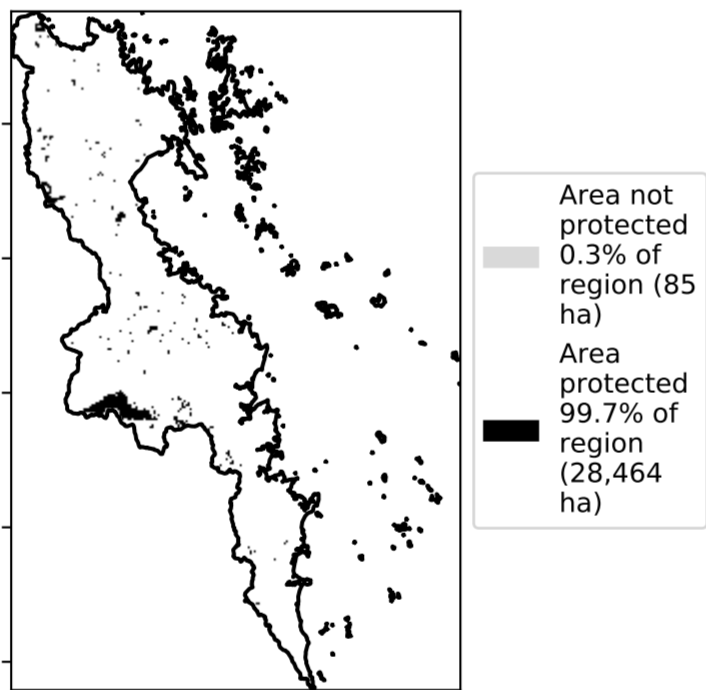 Area not
protected
0.3% of
region (85
ha)
Area
protected
99.7% of
region
(28,464
ha)